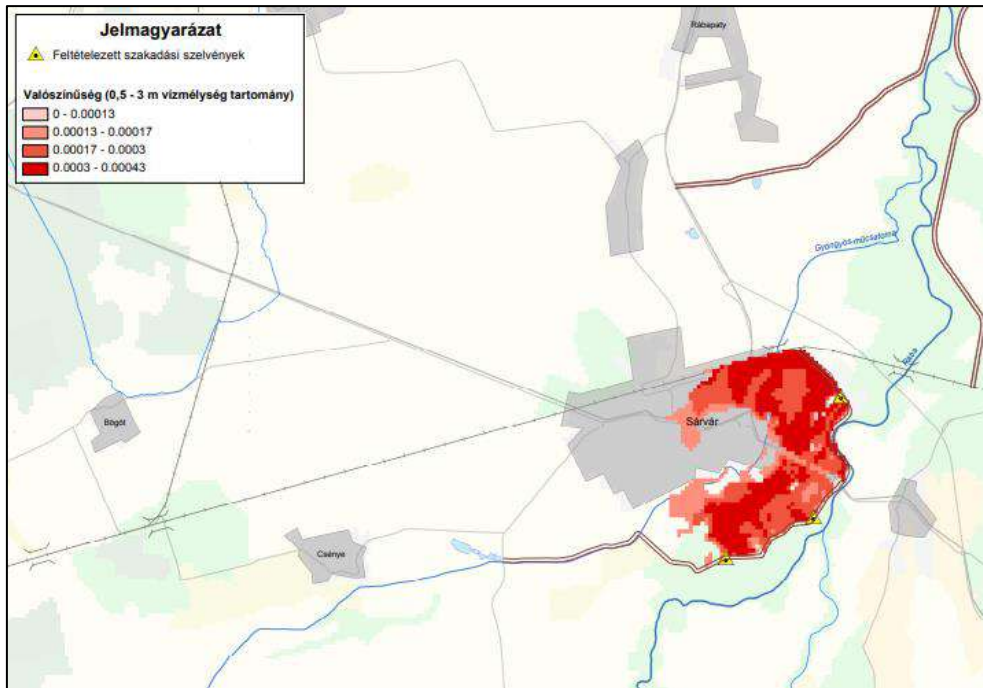 Jelmagyarázat
Feltételezett szakadási szelvények
Valószínűség (0,5 - 3 m vízmélység tartomány)
0 - 0.00013
0.00013 - 0.00017
0.00017 - 0.0003
0.0003 - 0.00043
Rábapaty
Gyöngyös-műcsatorna
Rába
Bögöt
Sárvár
Csénye